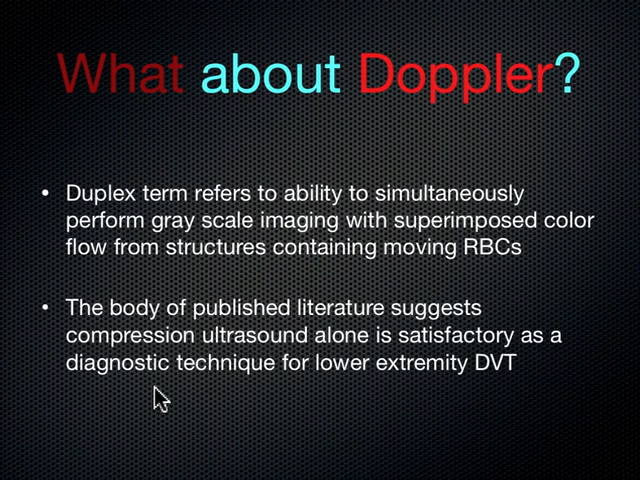 What about Doppler?
• Duplex term refers to ability to simultaneously
perform gray scale imaging with superimposed color
flow from structures containing moving RBCs
• The body of published literature suggests
compression ultrasound alone is satisfactory as a
diagnostic technique for lower extremity DVT